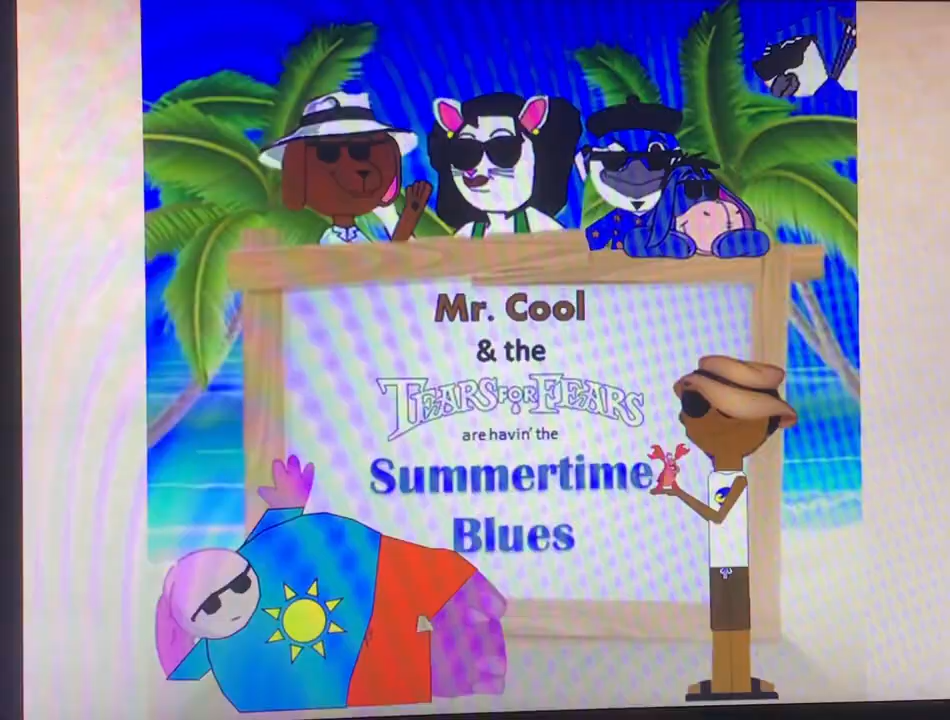 Mr. Cool
& the
TEARS FOR FEARS
are havin' the
Summertime
Blues